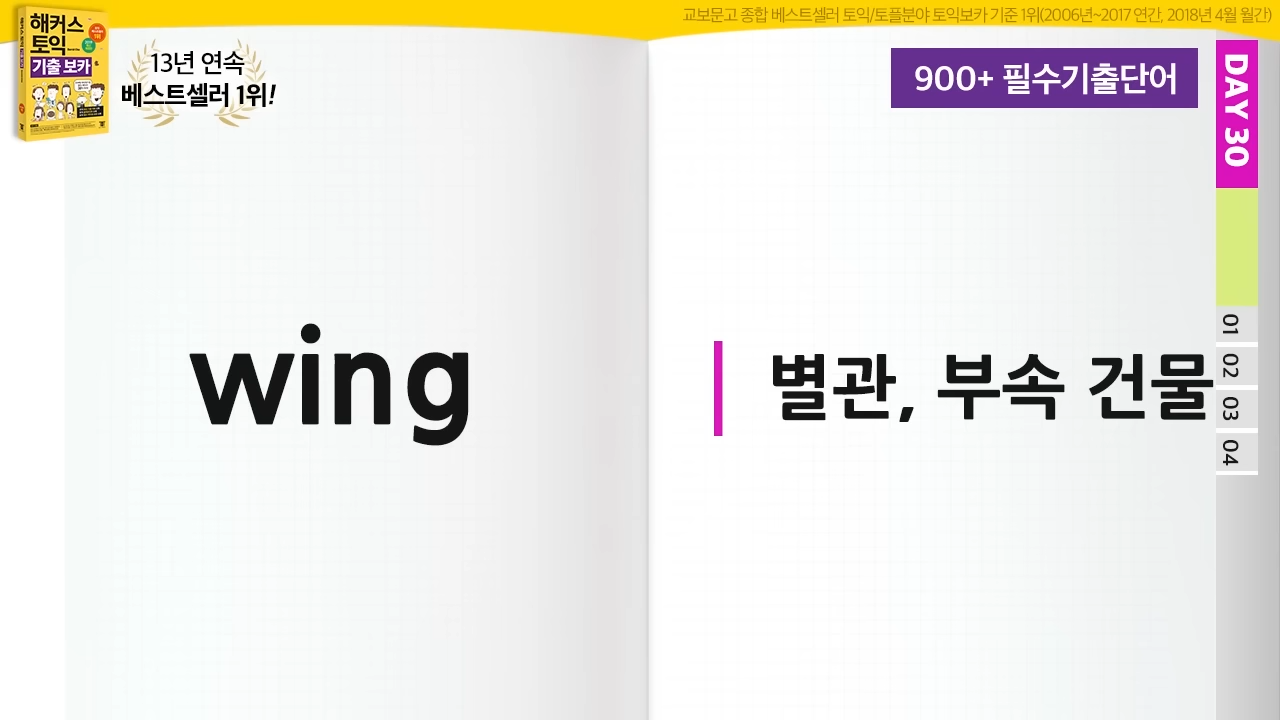 교보문고 종합 베스트셀러 토익/토플분야 토익보카 기준 1위(2006년~2017 연간, 2018년 4월 월간)
해커스
토익
기출 보카
13년 연속
베스트셀러 1위!
900+ 필수기출단어
DAY 30
wing
별관, 부속 건물
01
02
03
04